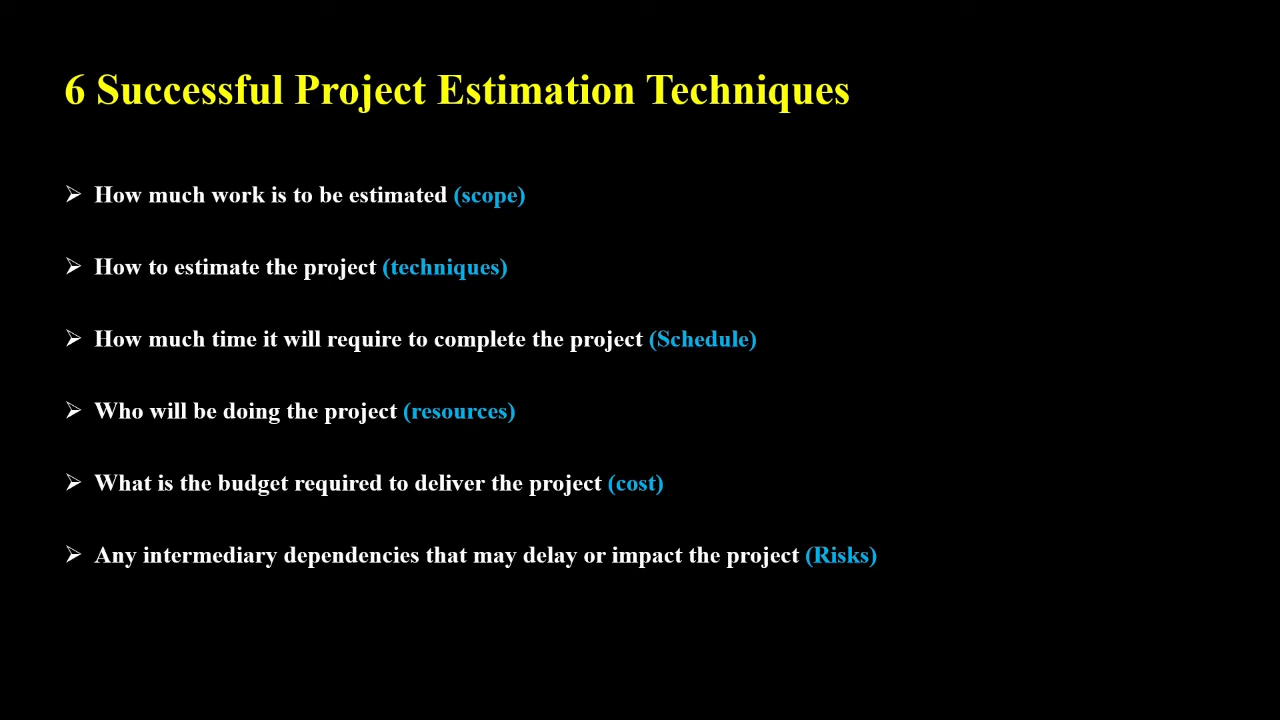 6 Successful Project Estimation Techniques
➢ How much work is to be estimated (scope)
➢ How to estimate the project (techniques)
➢ How much time it will require to complete the project (Schedule)
➢ Who will be doing the project (resources)
➢ What is the budget required to deliver the project (cost)
➢ Any intermediary dependencies that may delay or impact the project (Risks)